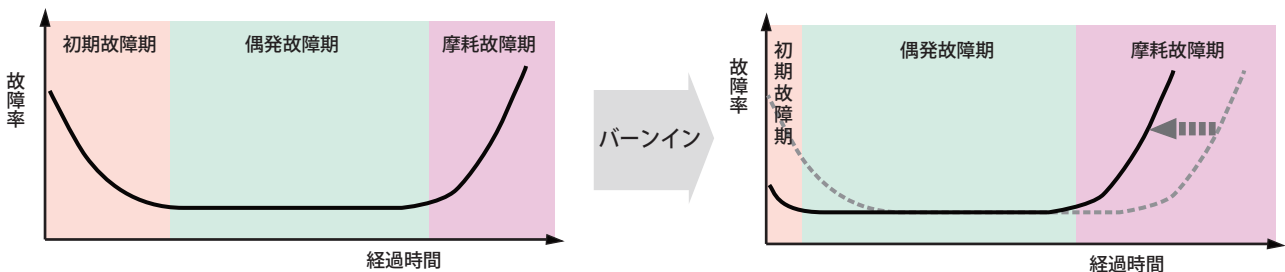 初期故障期
偶発故障期
摩耗故障期
故障率
経過時間
バーンイン
初期故障期
偶発故障期
摩耗故障期
故障率
経過時間